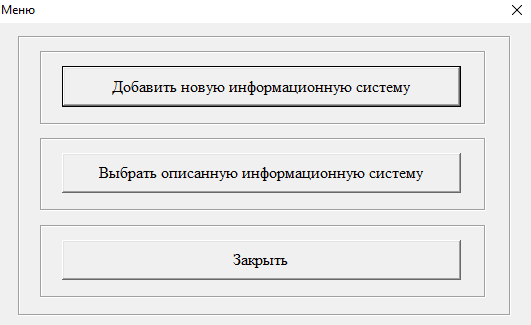 Меню
Добавить новую информационную систему
Выбрать описанную информационную систему
Закрыть